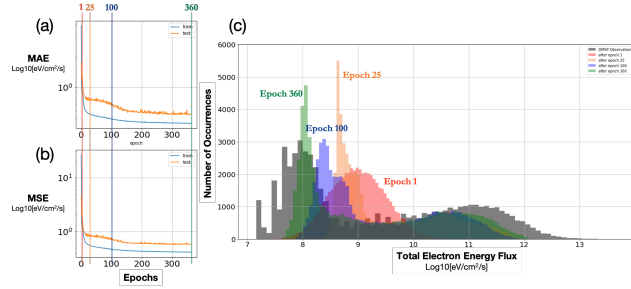 (a)
1 25 100 360
train
test
MAE
Log10[eV/cm²/s]
10⁰
0 100 200 300
epoch
(b)
train
test
MSE
Log10[eV/cm²/s]
10¹
10⁰
0 100 200 300
Epochs
(c)
DMSP Observation
after epoch 1
after epoch 25
after epoch 100
after epoch 360
Number of Occurrences
6000
5000
4000
3000
2000
1000
0
Epoch 25
Epoch 360
Epoch 100
Epoch 1
7 8 9 10 11 12 13
Total Electron Energy Flux
Log10[eV/cm²/s]